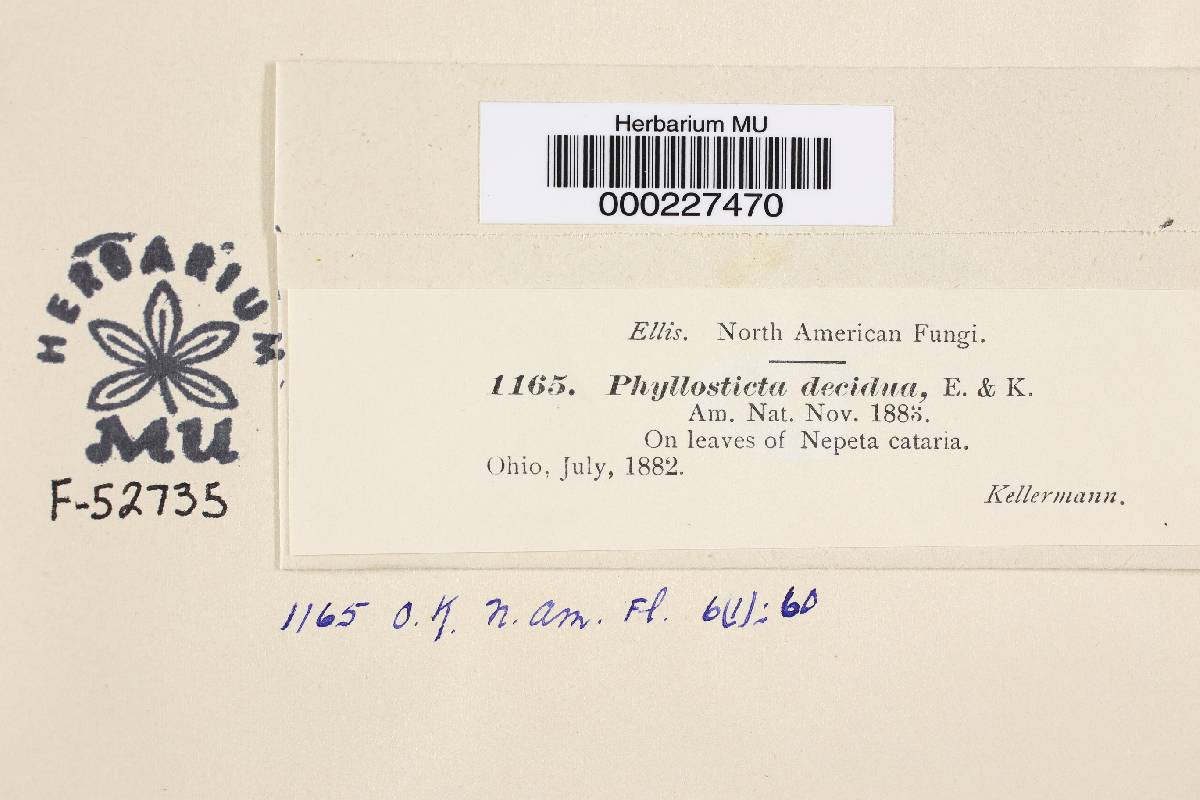 Herbarium MU
000227470
HERBARIUM
MU
F-52735
Ellis. North American Fungi.
1165. Phyllosticta decidua, E. & K.
Am. Nat. Nov. 1883.
On leaves of Nepeta cataria.
Ohio, July, 1882.
Kellermann.
1165 O.K. N. Am. Fl. 6(1): 60